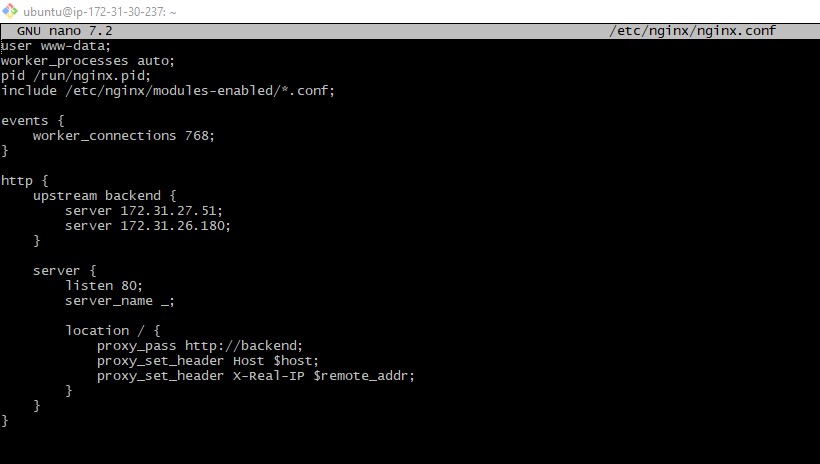 ubuntu@ip-172-31-30-237: ~
GNU nano 7.2 /etc/nginx/nginx.conf
user www-data;
worker_processes auto;
pid /run/nginx.pid;
include /etc/nginx/modules-enabled/*.conf;

events {
    worker_connections 768;
}

http {
    upstream backend {
        server 172.31.27.51;
        server 172.31.26.180;
    }

    server {
        listen 80;
        server_name _;

        location / {
            proxy_pass http://backend;
            proxy_set_header Host $host;
            proxy_set_header X-Real-IP $remote_addr;
        }
    }
}